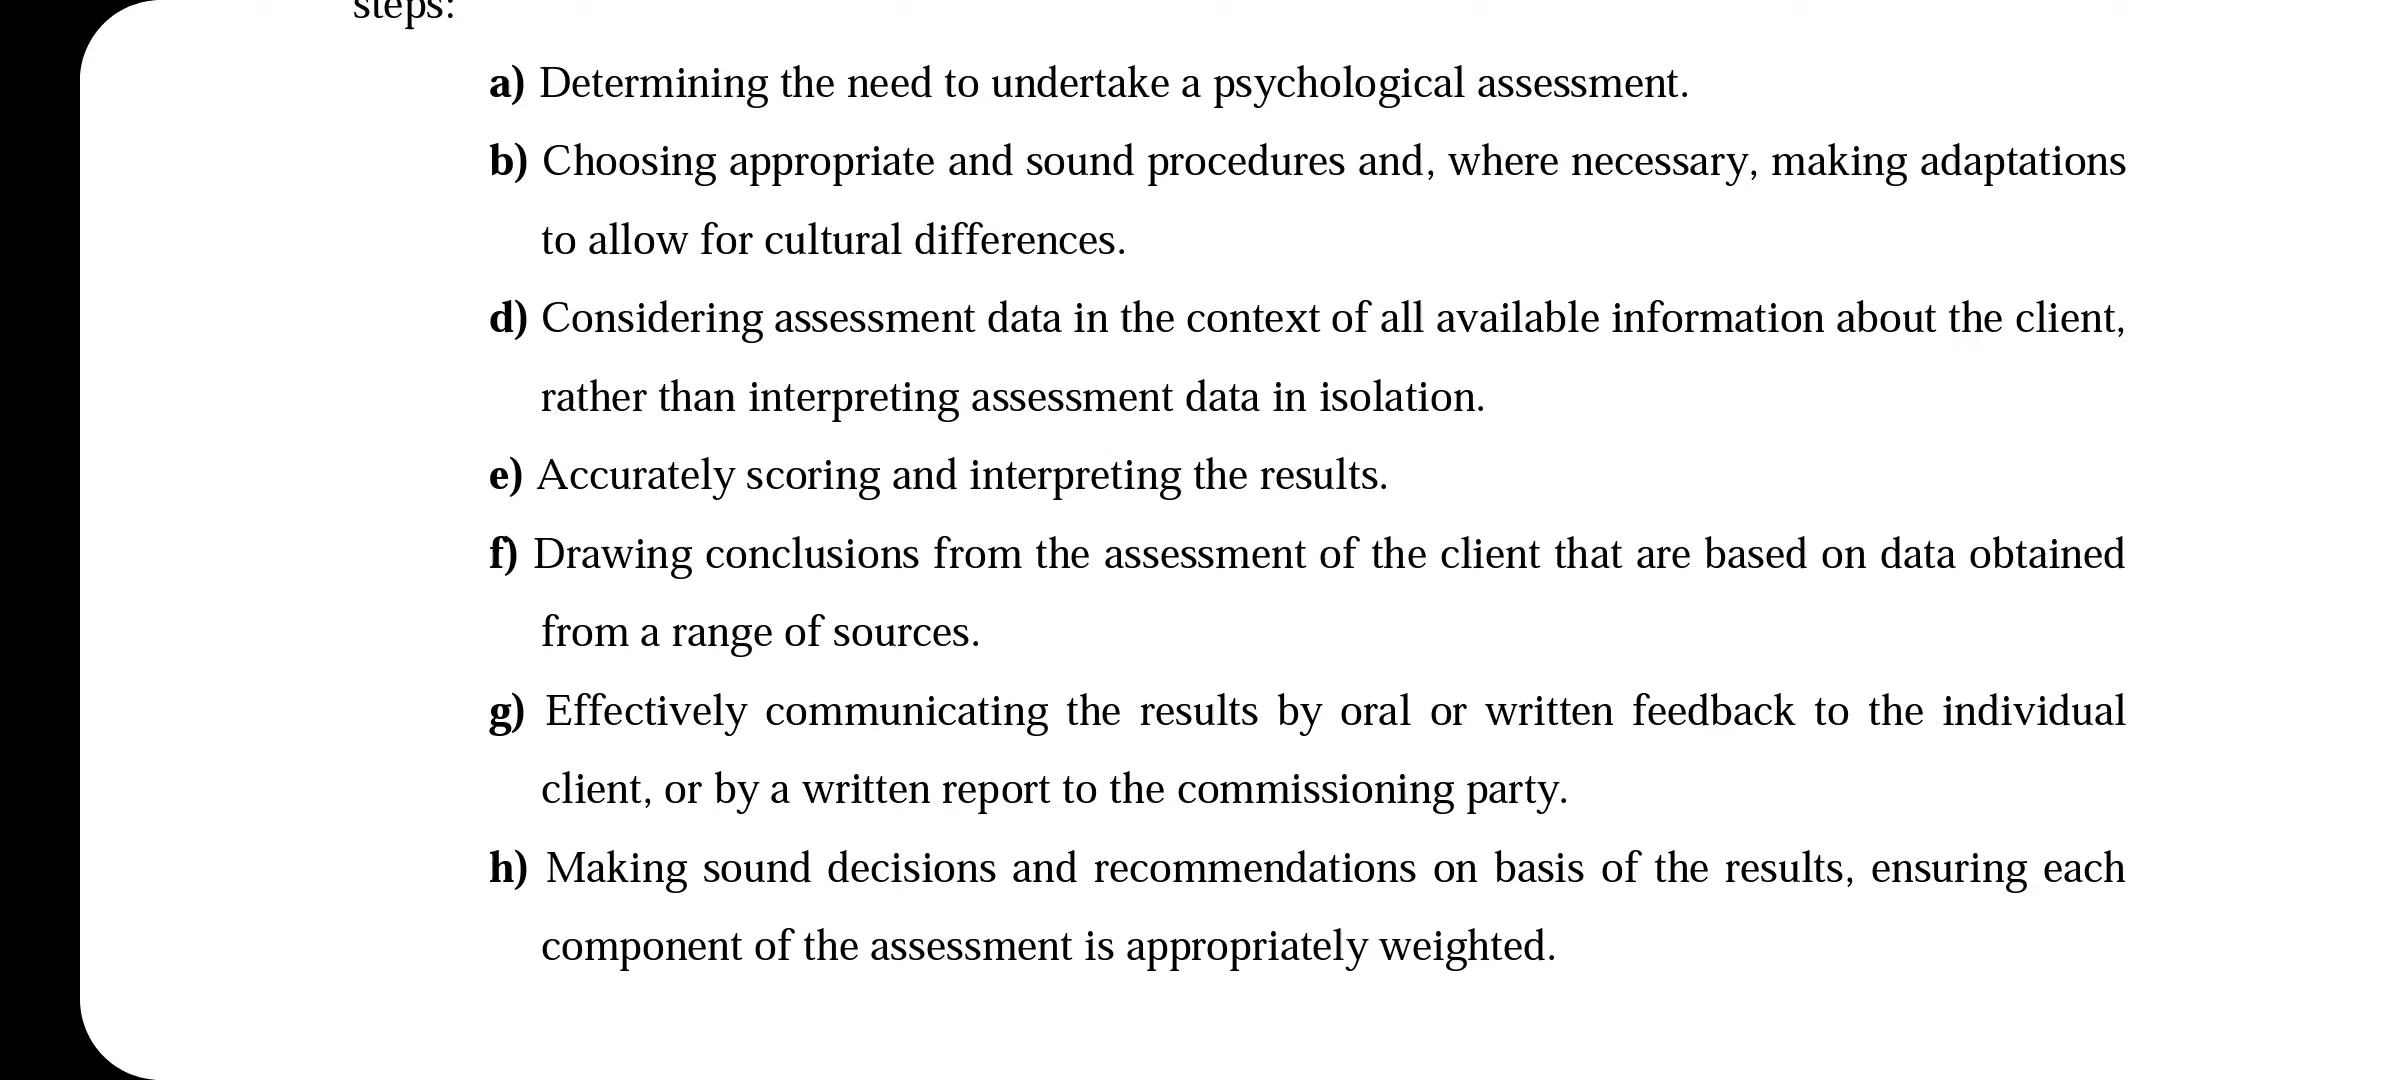 steps:
a) Determining the need to undertake a psychological assessment.
b) Choosing appropriate and sound procedures and, where necessary, making adaptations
to allow for cultural differences.
d) Considering assessment data in the context of all available information about the client,
rather than interpreting assessment data in isolation.
e) Accurately scoring and interpreting the results.
f) Drawing conclusions from the assessment of the client that are based on data obtained
from a range of sources.
g) Effectively communicating the results by oral or written feedback to the individual
client, or by a written report to the commissioning party.
h) Making sound decisions and recommendations on basis of the results, ensuring each
component of the assessment is appropriately weighted.